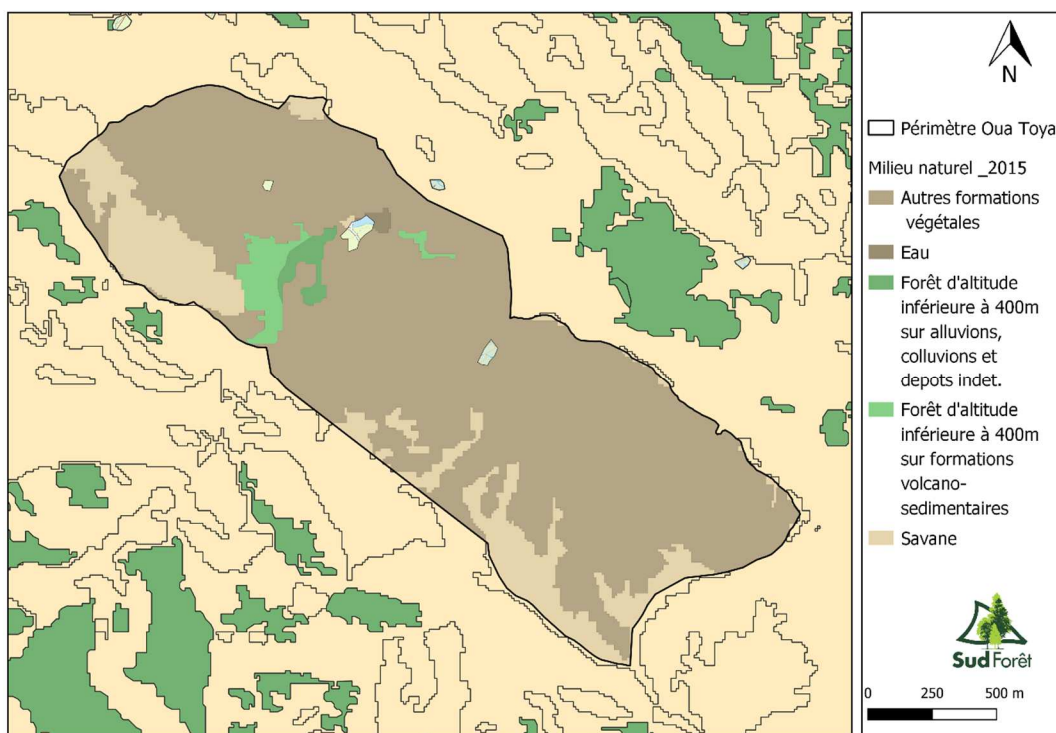 N
Périmètre Oua Toya
Milieu naturel _2015
Autres formations
végétales
Eau
Forêt d'altitude
inférieure à 400m
sur alluvions,
colluvions et
depots indet.
Forêt d'altitude
inférieure à 400m
sur formations
volcano-
sedimentaires
Savane
Sud Forêt
0 250 500 m